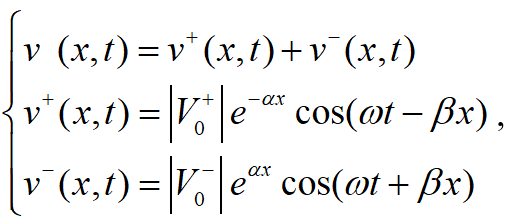 v (x,t) = v⁺(x,t) + v⁻(x,t)
v⁺(x,t) = |V₀⁺| e^{-αx} cos(ωt − βx) ,
v⁻(x,t) = |V₀⁻| e^{αx} cos(ωt + βx)